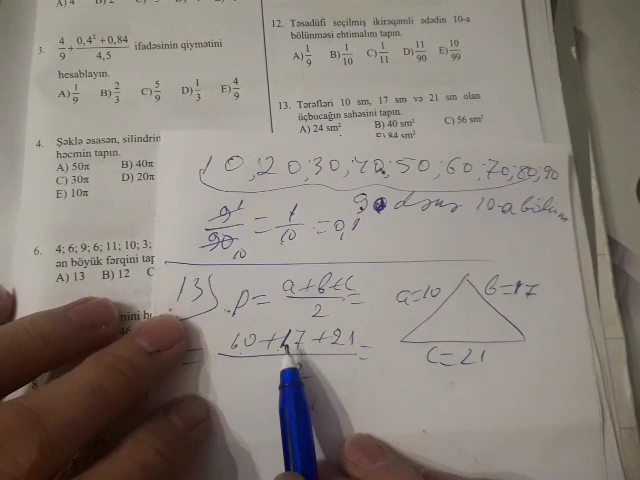 3. 4/9 + (0,4² + 0,84)/4,5 ifadəsinin qiymətini
hesablayın.
A) 1/9 B) 2/3 C) 5/9 D) 1/3 E) 4/9
4. Şəklə əsasən, silindrin
həcmin tapın.
A) 50π B) 40π
C) 30π D) 20π
E) 10π
6. 4; 6; 9; 6; 11; 10; 3;
ən böyük fərqini tap
A) 13 B) 12 C
8.
12. Təsadüfi seçilmiş ikirəqəmli ədədin 10-a
bölünməsi ehtimalını tapın.
A) 1/9 B) 1/10 C) 1/11 D) 11/90 E) 10/99
13. Tərəfləri 10 sm, 17 sm və 21 sm olan
üçbucağın sahəsini tapın.
A) 24 sm² B) 40 sm² C) 56 sm²
E) 84 sm²
10; 20; 30; 40; 50; 60; 70; 80; 90
9/90 = 1/10 = 0,1
10-a bölün
13) p = (a+b+c)/2 =
a=10 b=17
c=21
= 10+17+21 =